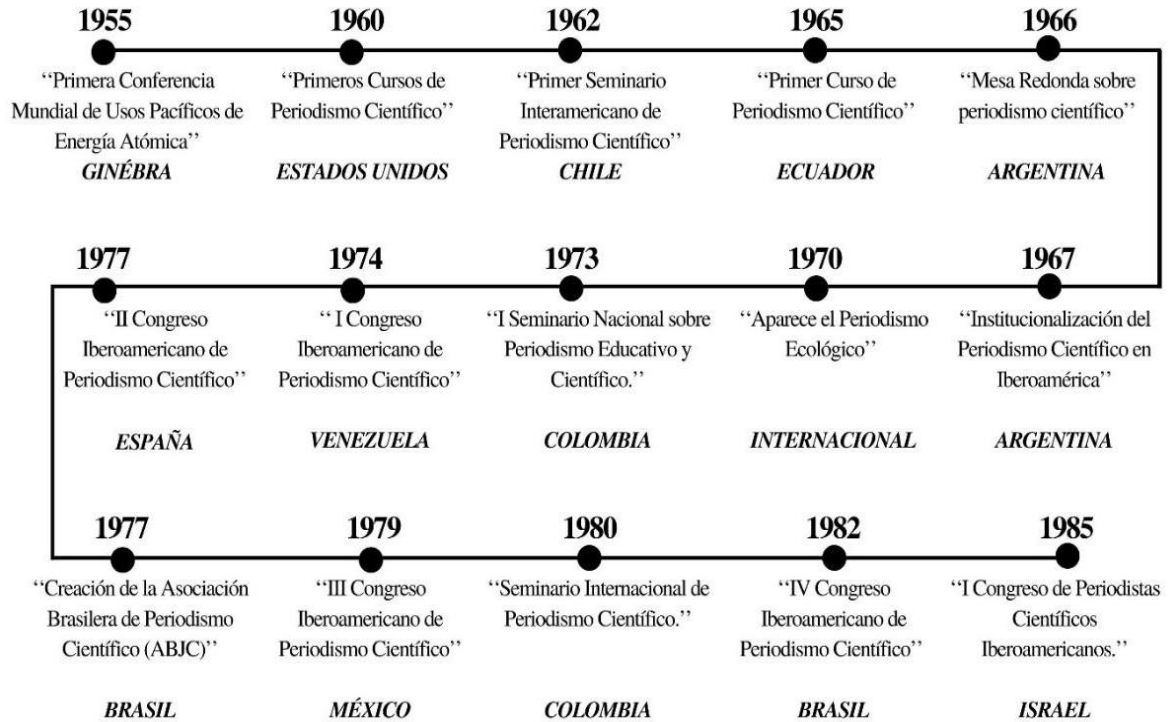 1955
‘‘Primera Conferencia
Mundial de Usos Pacíficos de
Energía Atómica’’
GINÉBRA
1960
‘‘Primeros Cursos de
Periodismo Científico’’
ESTADOS UNIDOS
1962
‘‘Primer Seminario
Interamericano de
Periodismo Científico’’
CHILE
1965
‘‘Primer Curso de
Periodismo Científico’’
ECUADOR
1966
‘‘Mesa Redonda sobre
periodismo científico’’
ARGENTINA
1967
‘‘Institucionalización del
Periodismo Científico en
Iberoamérica’’
ARGENTINA
1970
‘‘Aparece el Periodismo
Ecológico’’
INTERNACIONAL
1973
‘‘I Seminario Nacional sobre
Periodismo Educativo y
Científico.’’
COLOMBIA
1974
‘‘ I Congreso
Iberoamericano de
Periodismo Científico’’
VENEZUELA
1977
‘‘II Congreso
Iberoamericano de
Periodismo Científico’’
ESPAÑA
1977
‘‘Creación de la Asociación
Brasilera de Periodismo
Científico (ABJC)’’
BRASIL
1979
‘‘III Congreso
Iberoamericano de
Periodismo Científico’’
MÉXICO
1980
‘‘Seminario Internacional de
Periodismo Científico.’’
COLOMBIA
1982
‘‘IV Congreso
Iberoamericano de
Periodismo Científico’’
BRASIL
1985
‘‘I Congreso de Periodistas
Científicos
Iberoamericanos.’’
ISRAEL